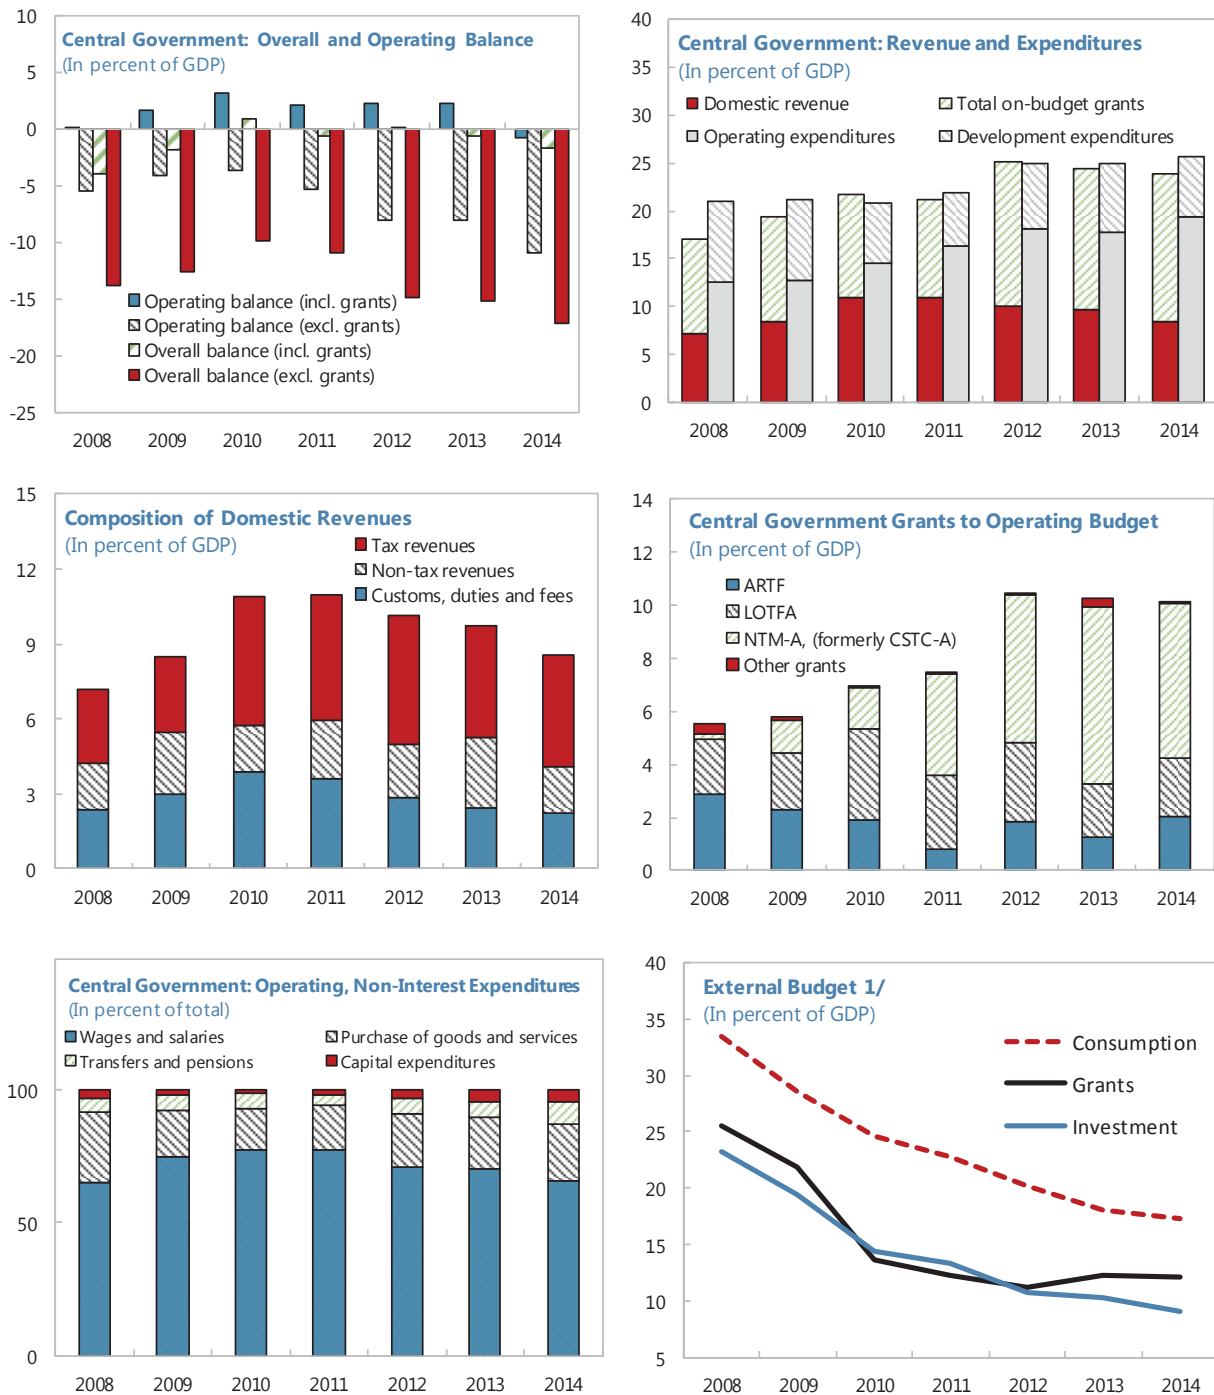 Central Government: Overall and Operating Balance
(In percent of GDP)
10
5
0
-5
-10
-15
-20
-25
Operating balance (incl. grants)
Operating balance (excl. grants)
Overall balance (incl. grants)
Overall balance (excl. grants)
2008 2009 2010 2011 2012 2013 2014
Central Government: Revenue and Expenditures
(In percent of GDP)
Domestic revenue
Total on-budget grants
Operating expenditures
Development expenditures
40
35
30
25
20
15
10
5
0
2008 2009 2010 2011 2012 2013 2014
Composition of Domestic Revenues
(In percent of GDP)
Tax revenues
Non-tax revenues
Customs, duties and fees
15
12
9
6
3
0
2008 2009 2010 2011 2012 2013 2014
Central Government Grants to Operating Budget
(In percent of GDP)
ARTF
LOTFA
NTM-A, (formerly CSTC-A)
Other grants
14
12
10
8
6
4
2
0
2008 2009 2010 2011 2012 2013 2014
Central Government: Operating, Non-Interest Expenditures
(In percent of total)
Wages and salaries
Purchase of goods and services
Transfers and pensions
Capital expenditures
100
50
0
2008 2009 2010 2011 2012 2013 2014
External Budget 1/
(In percent of GDP)
Consumption
Grants
Investment
40
35
30
25
20
15
10
5
2008 2009 2010 2011 2012 2013 2014